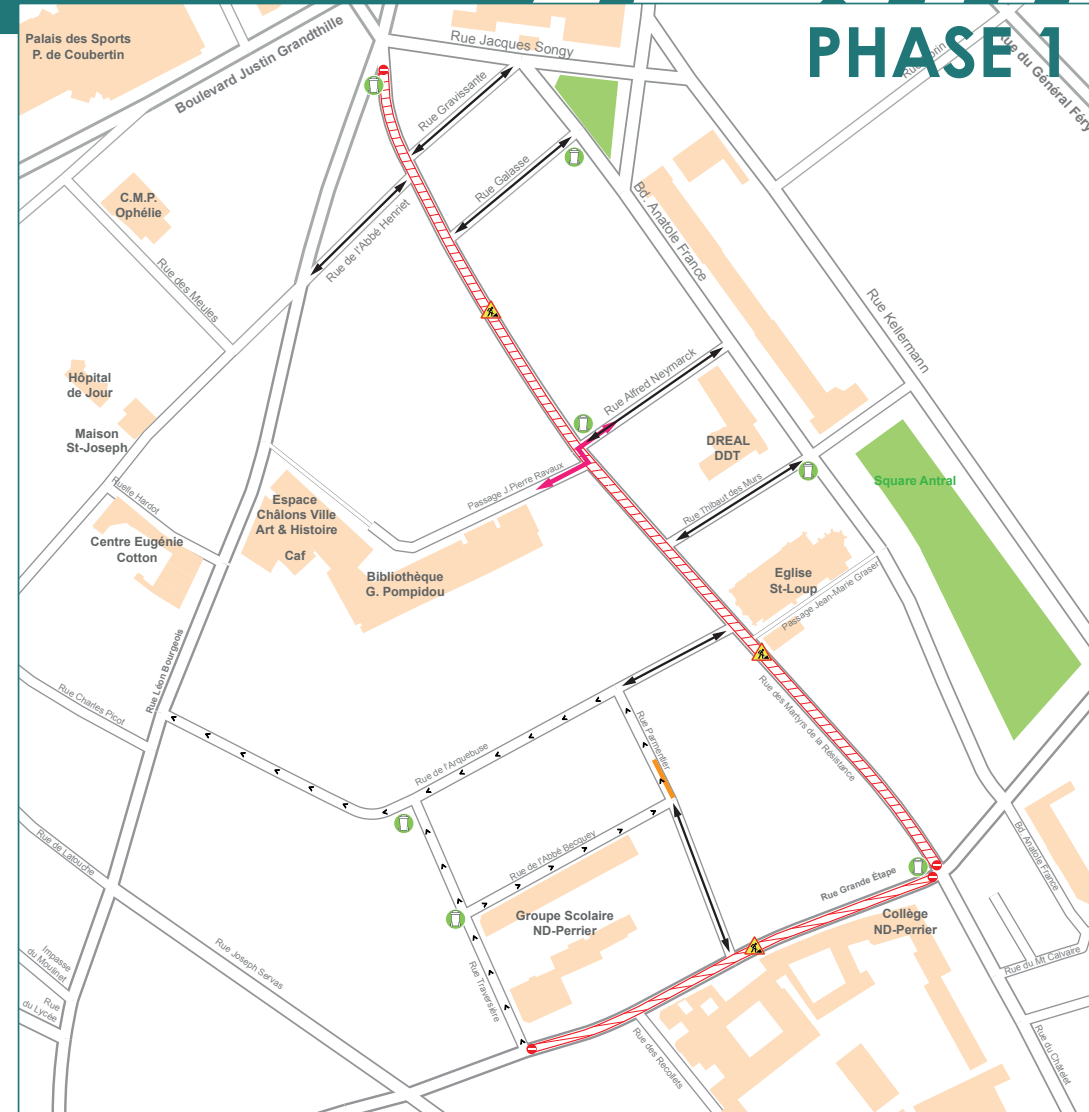 PHASE 1
Palais des Sports
P. de Coubertin
Boulevard Justin Grandthille
Rue Jacques Songy
Rue du Général Féry
Rue Gravissante
Rue Galasse
C.M.P.
Ophélie
Rue de l'Abbé Henriet
Bd. Anatole France
Rue des Meules
Rue Kellermann
Hôpital
de Jour
Maison
St-Joseph
Rue Alfred Neymarck
DREAL
DDT
Square Antral
Passage J.Pierre Ravaux
Rue Thibaut des Murs
Ruelle Hardot
Espace
Châlons Ville
Art & Histoire
Caf
Centre Eugénie
Cotton
Bibliothèque
G. Pompidou
Eglise
St-Loup
Passage Jean-Marie Graser
Rue Léon Bourgeois
Rue Charles Picot
Rue des Martyrs de la Résistance
Rue Parmentier
Rue de l'Arquebuse
Rue de Latouche
Rue de l'Abbé Becquey
Bd. Anatole France
Rue Grande Étape
Groupe Scolaire
ND-Perrier
Collège
ND-Perrier
Rue Joseph Servas
Impasse
du Moulinet
Rue
du Lycée
Rue Traversière
Rue du Mt Calvaire
Rue des Recollets
Rue du Châtelet